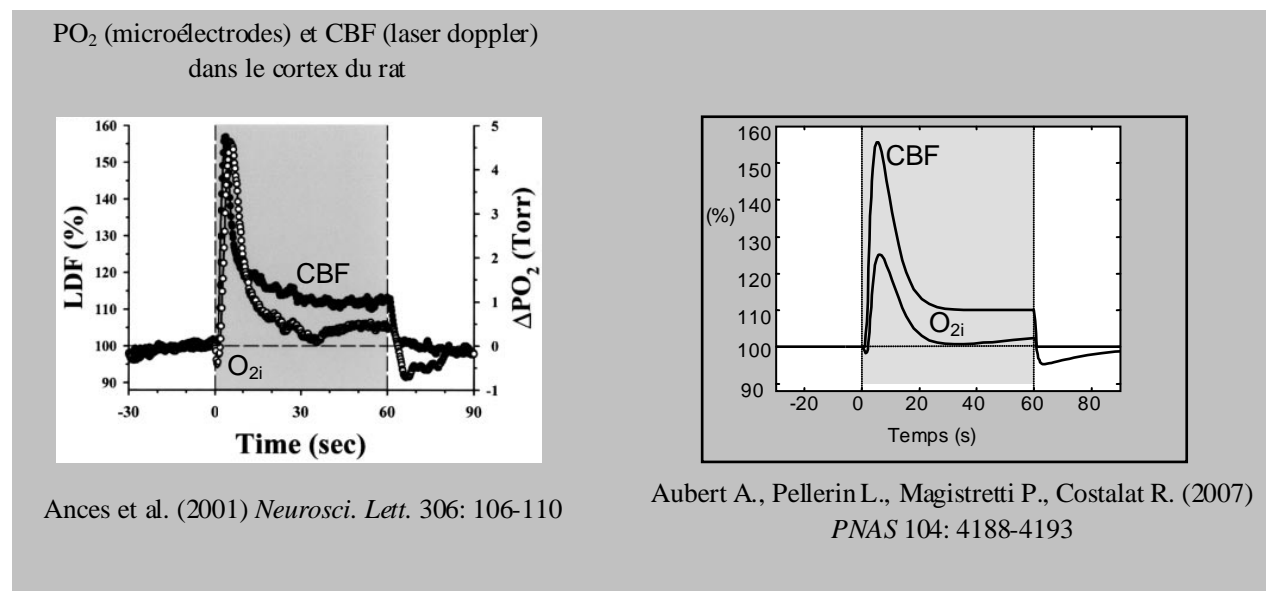 PO₂ (microélectrodes) et CBF (laser doppler)
dans le cortex du rat
LDF (%)
160
150
140
130
120
110
100
90
CBF
O₂ᵢ
5
4
3
2
1
0
-1
ΔPO₂ (Torr)
-30
0
30
60
90
Time (sec)
Ances et al. (2001) Neurosci. Lett. 306: 106-110
(%)
160
150
140
130
120
110
100
90
CBF
O₂ᵢ
-20
0
20
40
60
80
Temps (s)
Aubert A., Pellerin L., Magistretti P., Costalat R. (2007)
PNAS 104: 4188-4193